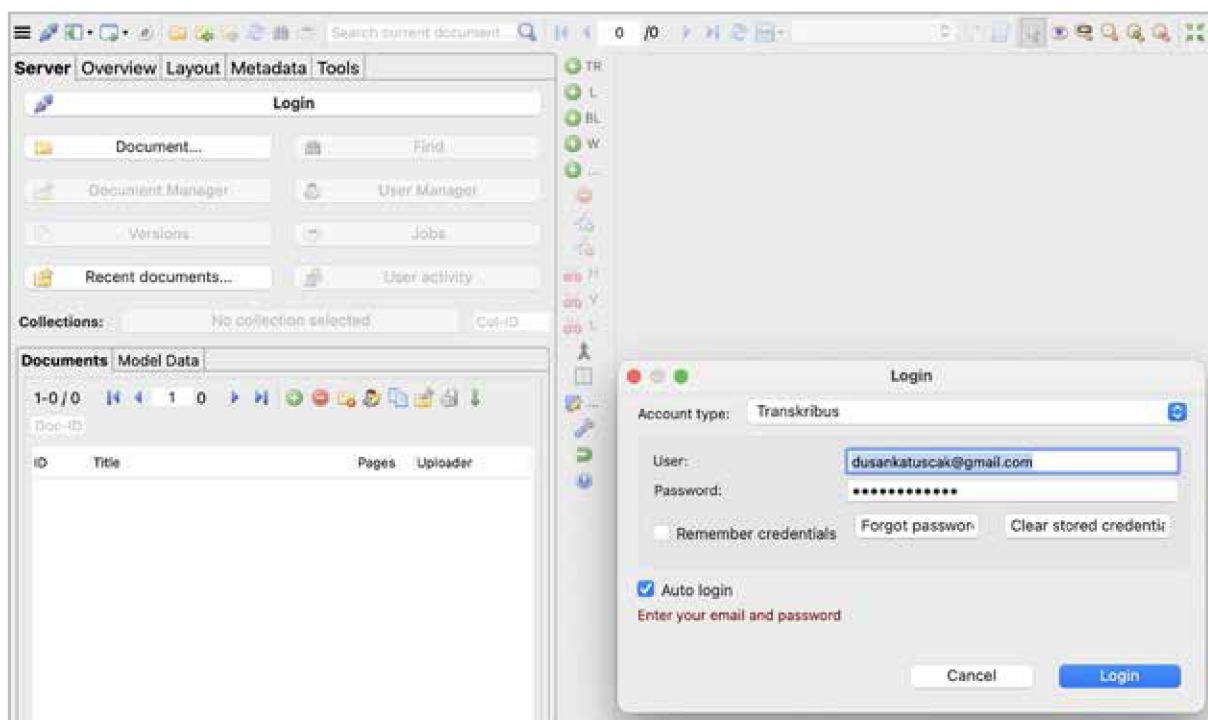 Search current document 0 /0
Server Overview Layout Metadata Tools
Login
Document... Find
Document Manager User Manager
Versions Jobs
Recent documents... User activity
Collections: No collection selected Col-ID
Documents Model Data
1-0 / 0 1 0
Doc-ID
ID Title Pages Uploader
TR
L
BL
W
...
H
V
L
...
Login
Account type: Transkribus
User: dusankatuscak@gmail.com
Password: ••••••••••••
Remember credentials Forgot passwor Clear stored credentia
Auto login
Enter your email and password
Cancel Login